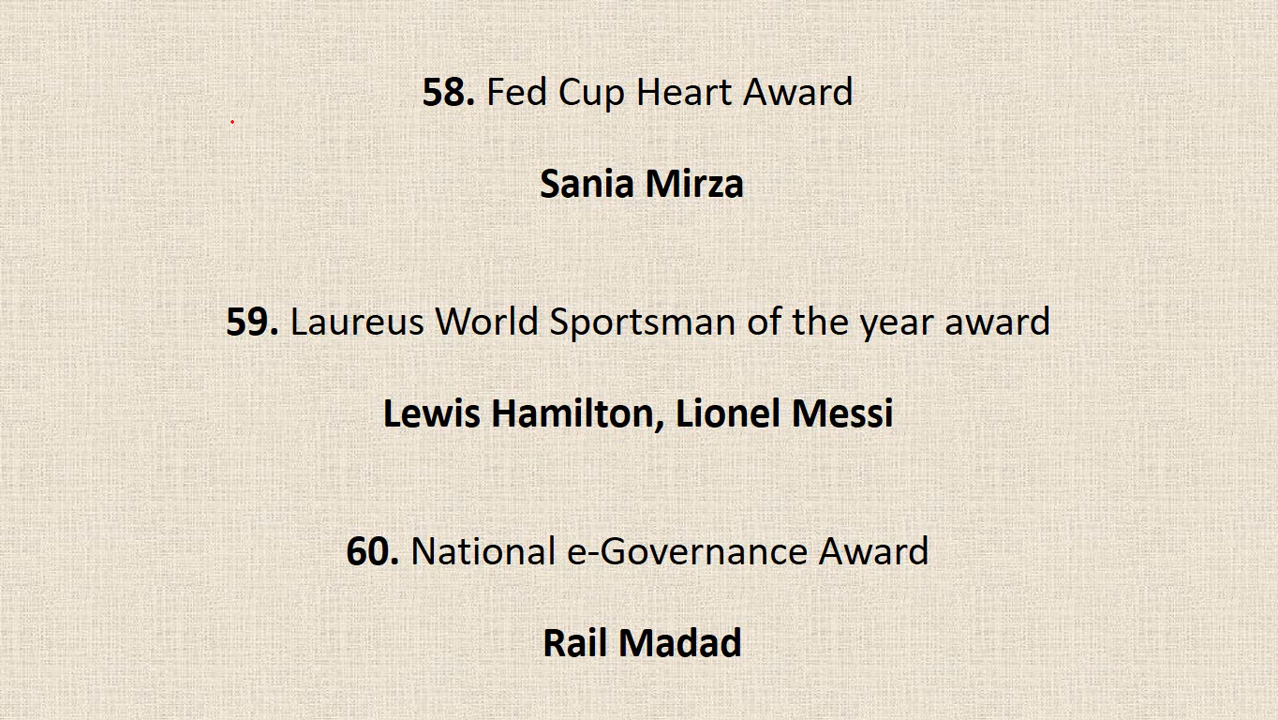 58. Fed Cup Heart Award
Sania Mirza
59. Laureus World Sportsman of the year award
Lewis Hamilton, Lionel Messi
60. National e-Governance Award
Rail Madad